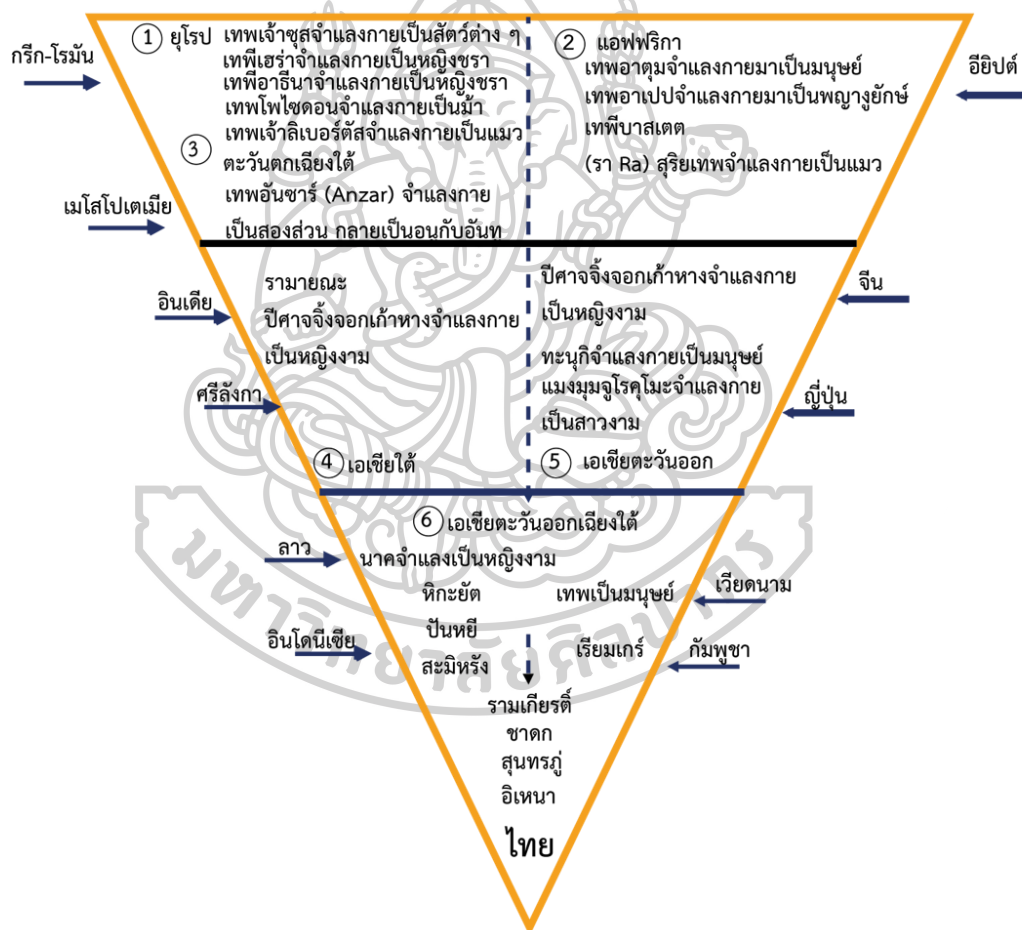 1 ยุโรป เทพเจ้าซุสจำแลงกายเป็นสัตว์ต่าง ๆ
เทพีเฮร่าจำแลงกายเป็นหญิงชรา
เทพีอาธีนาจำแลงกายเป็นหญิงชรา
เทพโพไซดอนจำแลงกายเป็นม้า
เทพเจ้าลิเบอร์ตัสจำแลงกายเป็นแมว
กรีก-โรมัน
2 แอฟฟริกา
เทพอาตุมจำแลงกายมาเป็นมนุษย์
เทพอาเปปจำแลงกายมาเป็นพญางูยักษ์
เทพีบาสเตต
(รา Ra) สุริยเทพจำแลงกายเป็นแมว
อียิปต์
3
ตะวันตกเฉียงใต้
เทพอันซาร์ (Anzar) จำแลงกาย
เป็นสองส่วน กลายเป็นอนูกับอันท
เมโสโปเตเมีย
รามายณะ
ปีศาจจิ้งจอกเก้าหางจำแลงกาย
เป็นหญิงงาม
อินเดีย
ศรีลังกา
4 เอเชียใต้
ปีศาจจิ้งจอกเก้าหางจำแลงกาย
เป็นหญิงงาม
จีน
ทะนุกิจำแลงกายเป็นมนุษย์
แมงมุมจูโรคุโมะจำแลงกาย
เป็นสาวงาม
ญี่ปุ่น
5 เอเชียตะวันออก
6 เอเชียตะวันออกเฉียงใต้
ลาว
นาคจำแลงเป็นหญิงงาม
หิกะยัต
ปันหยี
สะมิหรัง
อินโดนีเซีย
เทพเป็นมนุษย์
เวียดนาม
เรียมเกร์
กัมพูชา
รามเกียรติ์
ชาดก
สุนทรภู่
อิเหนา
ไทย
มหาวิทยาลัยศิลปากร